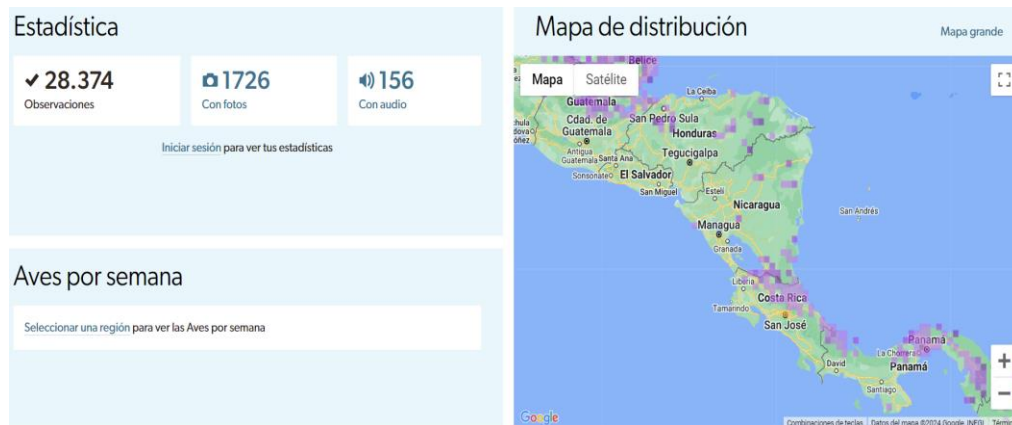 Estadística
28.374
Observaciones
1726
Con fotos
156
Con audio
Iniciar sesión para ver tus estadísticas
Aves por semana
Seleccionar una región para ver las Aves por semana
Mapa de distribución
Mapa grande
Mapa
Satélite
Belice
La Ceiba
Guatemala
Cdad. de
Guatemala
San Pedro Sula
Honduras
Antigua
Guatemala
Santa Ana
Tegucigalpa
Sonsonate
El Salvador
San Miguel
Estelí
Nicaragua
San Andrés
Managua
Granada
Liberia
Costa Rica
Tamarindo
San José
Panamá
La Chorrera
David
Panamá
Santiago
Google
Combinaciones de teclas
Datos del mapa ©2024 Google, INEGI